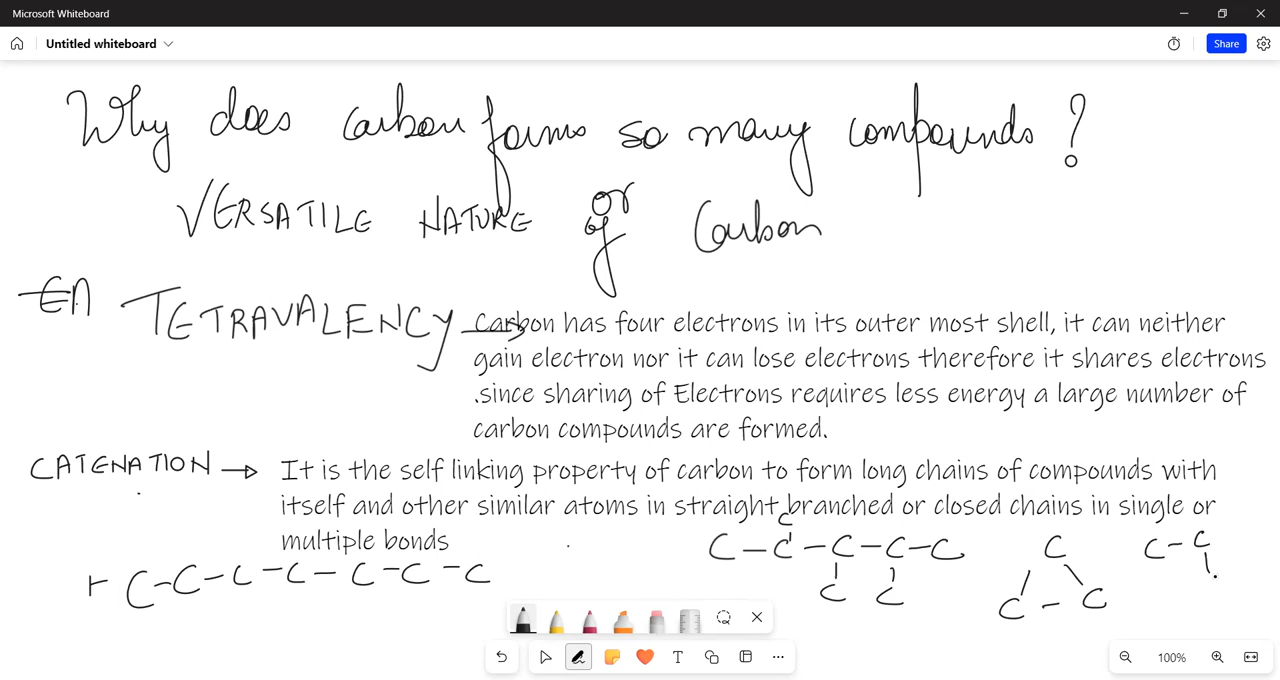 Microsoft Whiteboard
Untitled whiteboard
Share
Why does carbon forms so many compounds?
or
VERSATILE NATURE of Carbon
TETRAVALENCY → Carbon has four electrons in its outer most shell, it can neither
gain electron nor it can lose electrons therefore it shares electrons
.since sharing of Electrons requires less energy a large number of
carbon compounds are formed.
CATENATION → It is the self linking property of carbon to form long chains of compounds with
itself and other similar atoms in straight branched or closed chains in single or
multiple bonds
C
C - C - C - C - C C C - C
C - C - C - C - C - C - C
C C C - C
T
100%